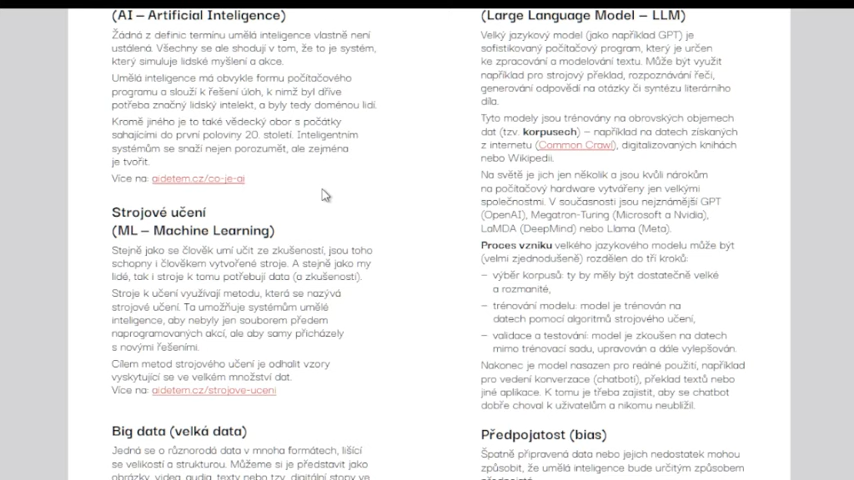 (AI – Artificial Inteligence)
Žádná z definic termínu umělá inteligence vlastně není
ustálená. Všechny se ale shodují v tom, že to je systém,
který simuluje lidské myšlení a akce.
Umělá inteligence má obvykle formu počítačového
programu a slouží k řešení úloh, k nimž byl dříve
potřeba značný lidský intelekt, a byly tedy doménou lidí.
Kromě jiného je to také vědecký obor s počátky
sahajícími do první poloviny 20. století. Inteligentním
systémům se snaží nejen porozumět, ale zejména
je tvořit.
Více na: aidetem.cz/co-je-ai
Strojové učení
(ML – Machine Learning)
Stejně jako se člověk umí učit ze zkušeností, jsou toho
schopny i člověkem vytvořené stroje. A stejně jako my
lidé, tak i stroje k tomu potřebují data (a zkušenosti).
Stroje k učení využívají metodu, která se nazývá
strojové učení. Ta umožňuje systémům umělé
inteligence, aby nebyly jen souborem předem
naprogramovaných akcí, ale aby samy přicházely
s novými řešeními.
Cílem metod strojového učení je odhalit vzory
vyskytující se ve velkém množství dat.
Více na: aidetem.cz/strojove-uceni
Big data (velká data)
Jedná se o různorodá data v mnoha formátech, lišící
se velikostí a strukturou. Můžeme si je představit jako
obrázky, videa, audia, texty nebo tzv. digitální stopy ve
(Large Language Model – LLM)
Velký jazykový model (jako například GPT) je
sofistikovaný počítačový program, který je určen
ke zpracování a modelování textu. Může být využit
například pro strojový překlad, rozpoznávání řeči,
generování odpovědí na otázky či syntézu literárního
díla.
Tyto modely jsou trénovány na obrovských objemech
dat (tzv. korpusech) – například na datech získaných
z internetu (Common Crawl), digitalizovaných knihách
nebo Wikipedii.
Na světě je jich jen několik a jsou kvůli nárokům
na počítačový hardware vytvářeny jen velkými
společnostmi. V současnosti jsou nejznámější GPT
(OpenAI), Megatron-Turing (Microsoft a Nvidia),
LaMDA (DeepMind) nebo Llama (Meta).
Proces vzniku velkého jazykového modelu může být
(velmi zjednodušeně) rozdělen do tří kroků:
– výběr korpusů: ty by měly být dostatečně velké
a rozmanité,
– trénování modelu: model je trénován na
datech pomocí algoritmů strojového učení,
– validace a testování: model je zkoušen na datech
mimo trénovací sadu, upravován a dále vylepšován.
Nakonec je model nasazen pro reálné použití, například
pro vedení konverzace (chatboti), překlad textů nebo
jiné aplikace. K tomu je třeba zajistit, aby se chatbot
dobře choval k uživatelům a nikomu neublížil.
Předpojatost (bias)
Špatně připravená data nebo jejich nedostatek mohou
způsobit, že umělá inteligence bude určitým způsobem